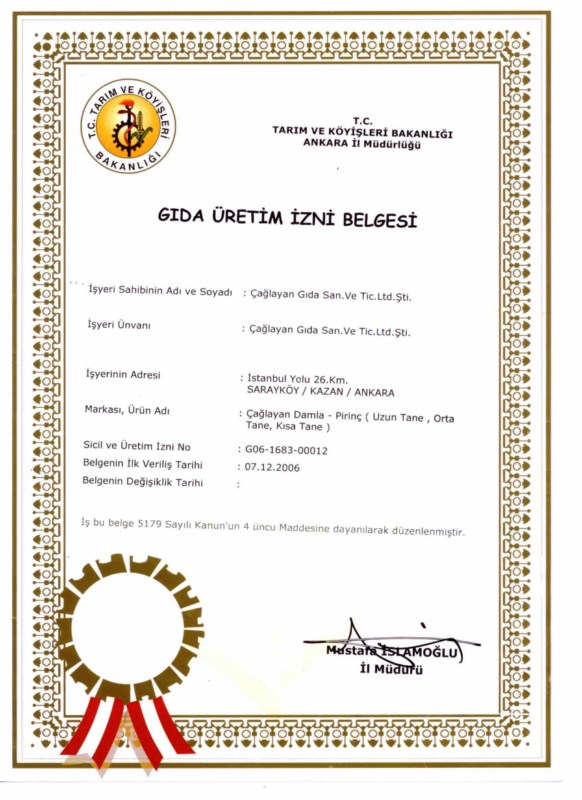 T.C. TARIM VE KÖYİŞLERİ BAKANLIĞI
T.C.
TARIM VE KÖYİŞLERİ BAKANLIĞI
ANKARA İl Müdürlüğü
GIDA ÜRETİM İZNİ BELGESİ
İşyeri Sahibinin Adı ve Soyadı : Çağlayan Gıda San.Ve Tic.Ltd.Şti.
İşyeri Ünvanı : Çağlayan Gıda San.Ve Tic.Ltd.Şti.
İşyerinin Adresi : İstanbul Yolu 26.Km.
SARAYKÖY / KAZAN / ANKARA
Markası, Ürün Adı : Çağlayan Damla - Pirinç ( Uzun Tane , Orta
Tane, Kısa Tane )
Sicil ve Üretim İzni No : G06-1683-00012
Belgenin İlk Veriliş Tarihi : 07.12.2006
Belgenin Değişiklik Tarihi :
İş bu belge 5179 Sayılı Kanun'un 4 üncu Maddesine dayanılarak düzenlenmiştir.
Mustafa İSLAMOĞLU
İl Müdürü